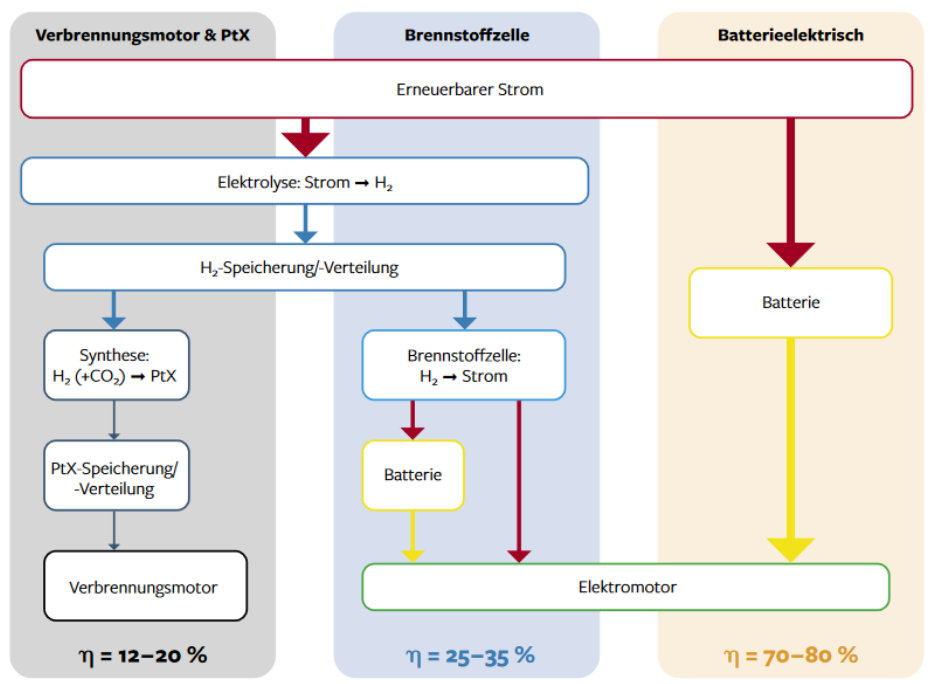 Verbrennungsmotor & PtX
Brennstoffzelle
Batterieelektrisch
Erneuerbarer Strom
Elektrolyse: Strom → H₂
H₂-Speicherung/-Verteilung
Batterie
Synthese:
H₂ (+CO₂) → PtX
Brennstoffzelle:
H₂ → Strom
PtX-Speicherung/
-Verteilung
Batterie
Verbrennungsmotor
Elektromotor
η = 12–20 %
η = 25–35 %
η = 70–80 %